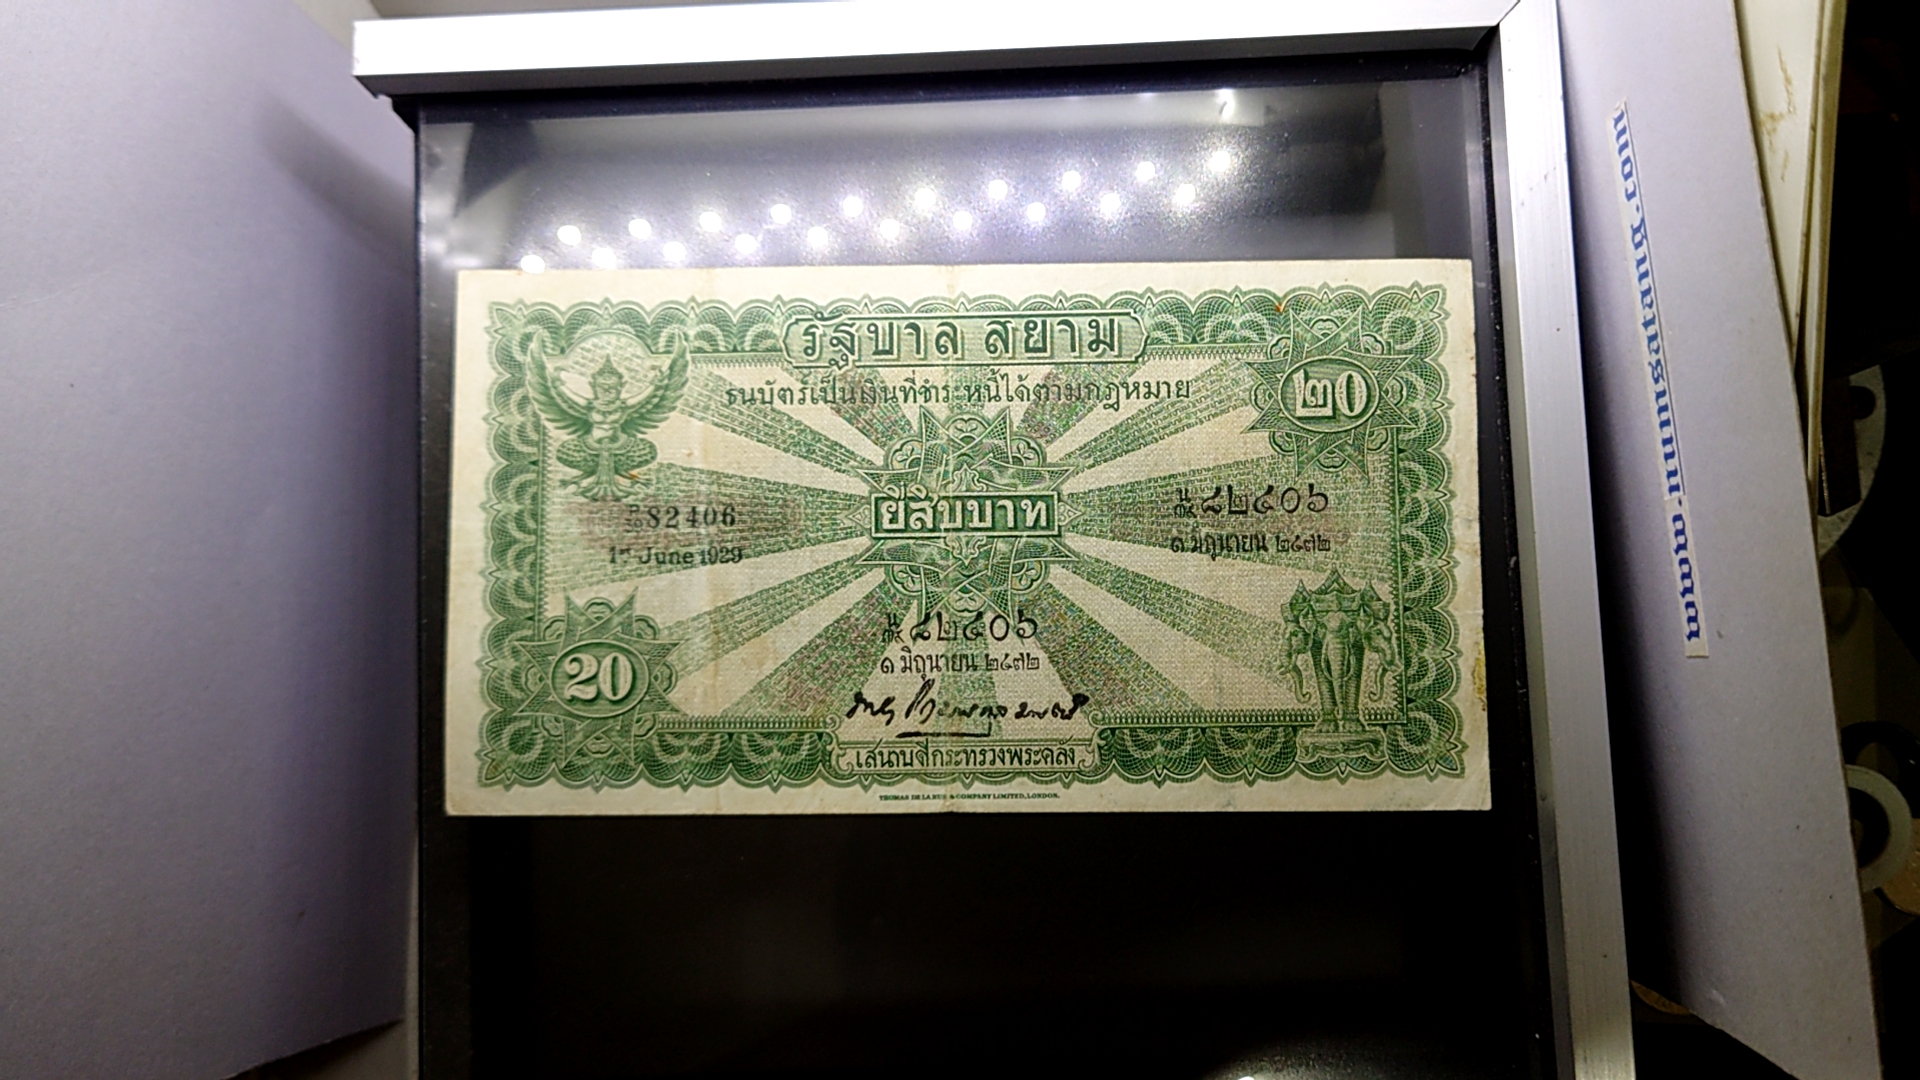 รัฐบาล สยาม
ธนบัตร์เป็นเงินที่ชำระหนี้ได้ตามกฎหมาย
๒๐
ยี่สิบบาท
82406
1st June 1929
๘๒๔๐๖
๑ มิถุนายน ๒๔๗๒
๘๒๔๐๖
๑ มิถุนายน ๒๔๗๒
20
เสนาบดีกระทรวงพระคลัง
THOMAS DE LA RUE & COMPANY LIMITED, LONDON.